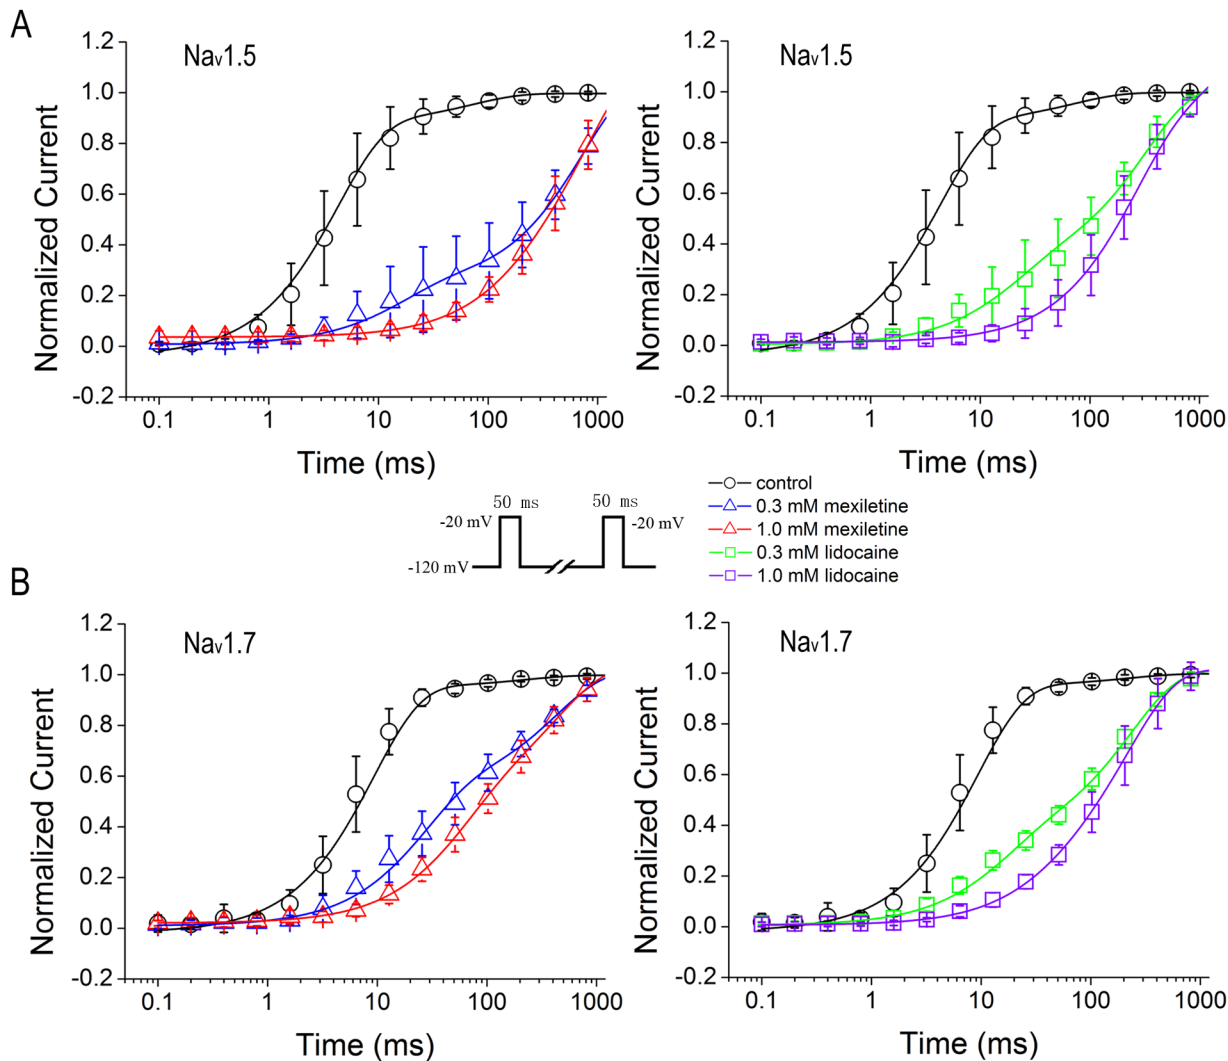 A
Nav1.5
Normalized Current
1.2
1.0
0.8
0.6
0.4
0.2
0.0
-0.2
0.1 1 10 100 1000
Time (ms)
Nav1.5
Normalized Current
1.2
1.0
0.8
0.6
0.4
0.2
0.0
-0.2
0.1 1 10 100 1000
Time (ms)
50 ms 50 ms
-20 mV -20 mV
-120 mV
control
0.3 mM mexiletine
1.0 mM mexiletine
0.3 mM lidocaine
1.0 mM lidocaine
B
Nav1.7
Normalized Current
1.2
1.0
0.8
0.6
0.4
0.2
0.0
-0.2
0.1 1 10 100 1000
Time (ms)
Nav1.7
Normalized Current
1.2
1.0
0.8
0.6
0.4
0.2
0.0
-0.2
0.1 1 10 100 1000
Time (ms)